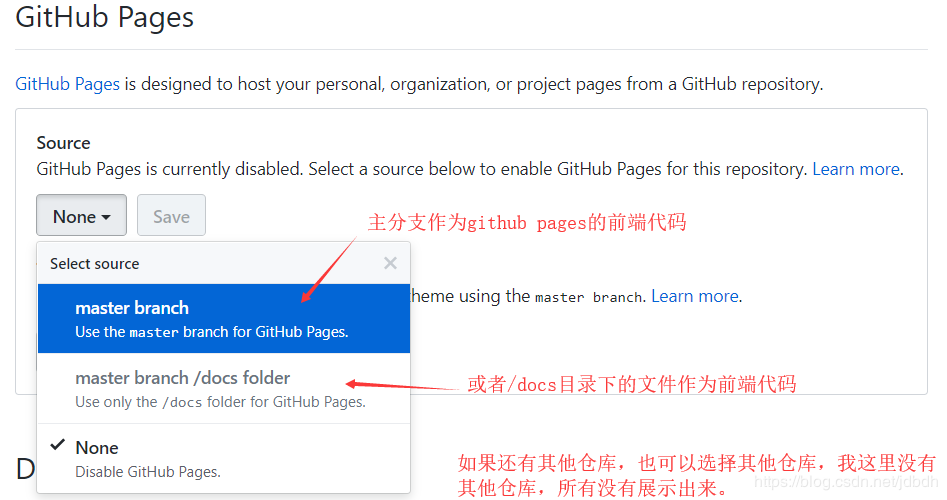 GitHub Pages
GitHub Pages is designed to host your personal, organization, or project pages from a GitHub repository.
Source
GitHub Pages is currently disabled. Select a source below to enable GitHub Pages for this repository. Learn more.
None
Save
主分支作为github pages的前端代码
Select source
master branch
Use the master branch for GitHub Pages.
heme using the master branch. Learn more.
master branch /docs folder
Use only the /docs folder for GitHub Pages.
或者/docs目录下的文件作为前端代码
None
Disable GitHub Pages.
D
如果还有其他仓库，也可以选择其他仓库，我这里没有
其他仓库，所有没有展示出来。
https://blog.csdn.net/jdbdh